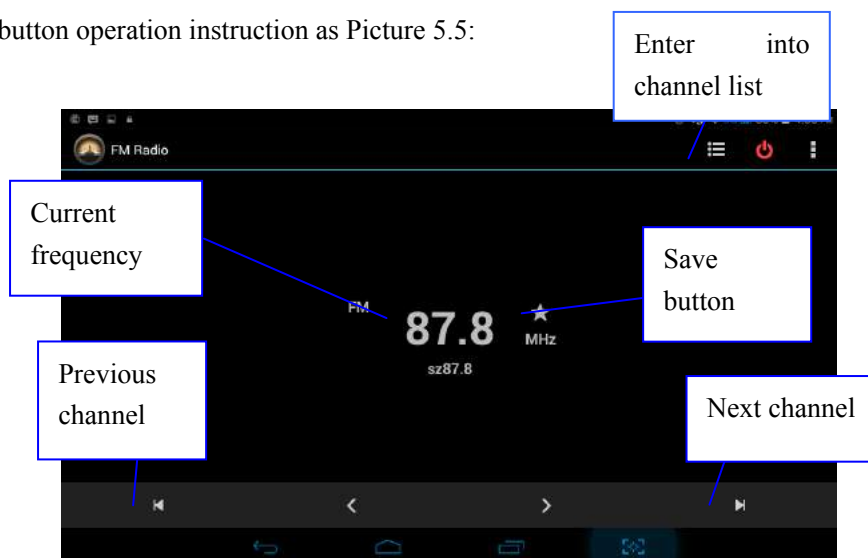 button operation instruction as Picture 5.5:
Enter into
channel list
FM Radio
Current
frequency
Save
button
FM
87.8
MHz
sz87.8
Previous
channel
Next channel